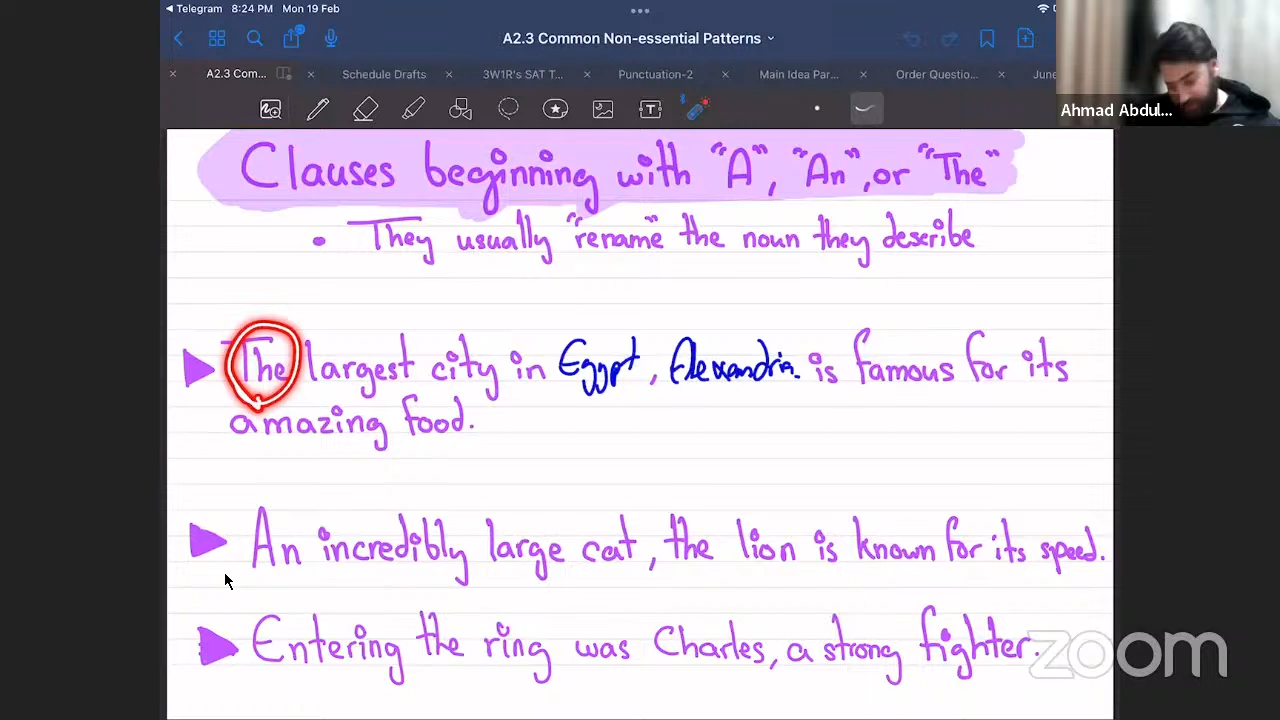 Telegram 8:24 PM Mon 19 Feb
A2.3 Common Non-essential Patterns
A2.3 Com... Schedule Drafts 3W1R's SAT T... Punctuation-2 Main Idea Par... Order Questio... June
Ahmad Abdul...
Clauses beginning with "A", "An", or "The"
• They usually "rename" the noun they describe
The largest city in Egypt, Alexandria is famous for its
amazing food.
An incredibly large cat, the lion is known for its speed.
Entering the ring was Charles, a strong fighter.
zoom